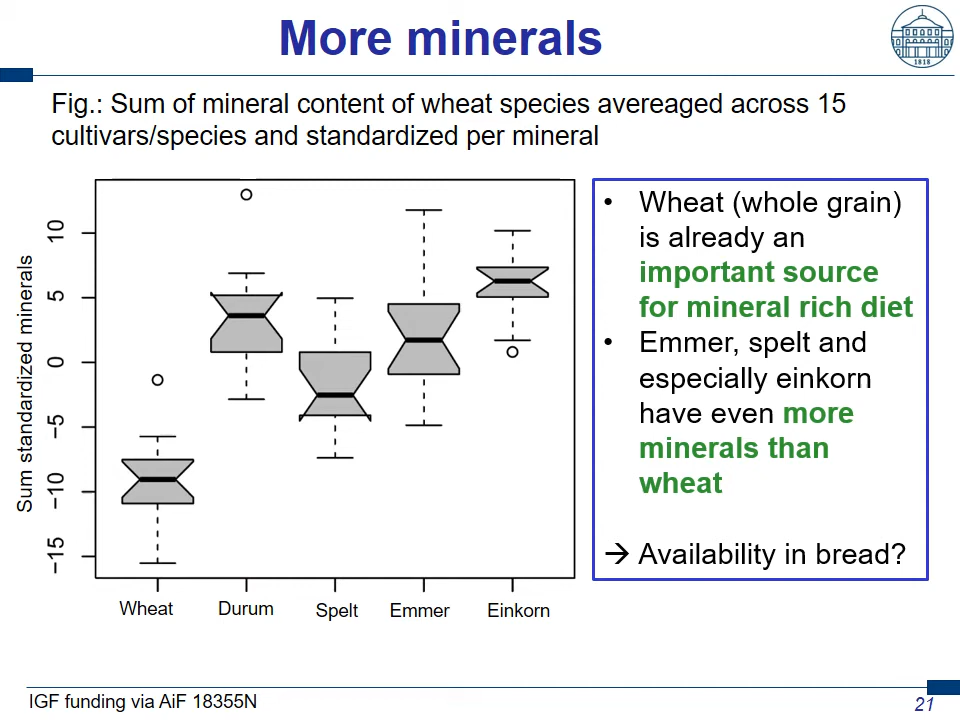 More minerals
1818
Fig.: Sum of mineral content of wheat species avereaged across 15
cultivars/species and standardized per mineral
Sum standardized minerals
10
5
0
−5
−10
−15
Wheat
Durum
Spelt
Emmer
Einkorn
• Wheat (whole grain)
is already an
important source
for mineral rich diet
• Emmer, spelt and
especially einkorn
have even more
minerals than
wheat
→ Availability in bread?
IGF funding via AiF 18355N
21